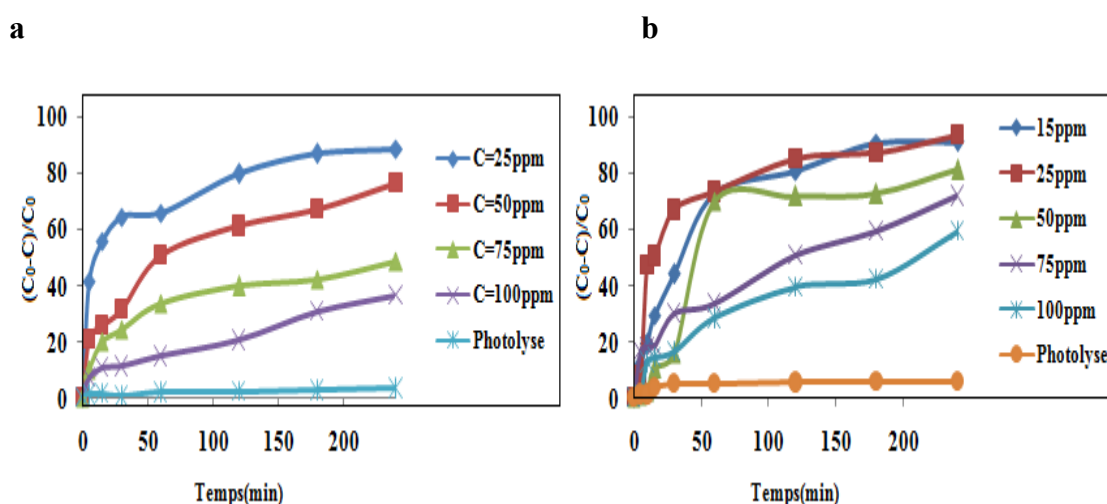 a
b
(C₀-C)/C₀
100
80
60
40
20
0
0
50
100
150
200
Temps(min)
C=25ppm
C=50ppm
C=75ppm
C=100ppm
Photolyse
(C₀-C)/C₀
100
80
60
40
20
0
0
50
100
150
200
Temps(min)
15ppm
25ppm
50ppm
75ppm
100ppm
Photolyse